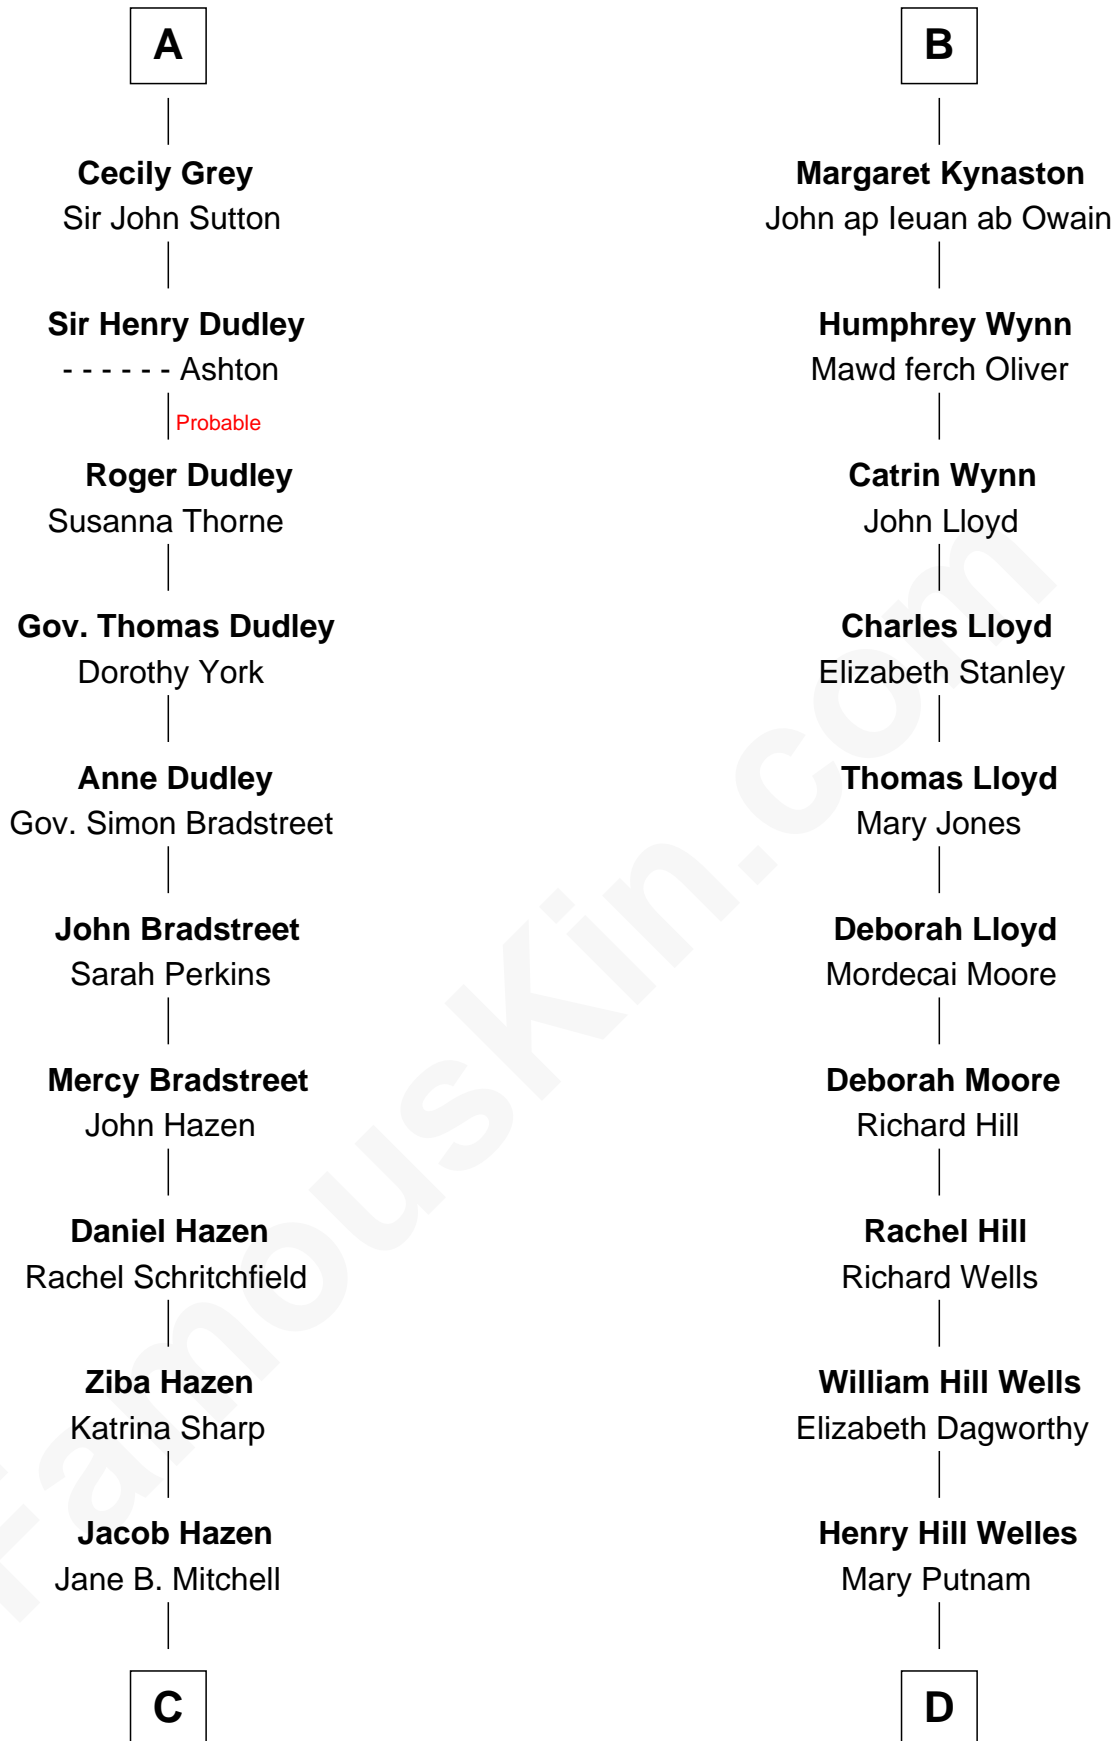 A
Cecily Grey
Sir John Sutton
Sir Henry Dudley
- - - - - - Ashton
Probable
Roger Dudley
Susanna Thorne
Gov. Thomas Dudley
Dorothy York
Anne Dudley
Gov. Simon Bradstreet
John Bradstreet
Sarah Perkins
Mercy Bradstreet
John Hazen
Daniel Hazen
Rachel Schritchfield
Ziba Hazen
Katrina Sharp
Jacob Hazen
Jane B. Mitchell
C
B
Margaret Kynaston
John ap Ieuan ab Owain
Humphrey Wynn
Mawd ferch Oliver
Catrin Wynn
John Lloyd
Charles Lloyd
Elizabeth Stanley
Thomas Lloyd
Mary Jones
Deborah Lloyd
Mordecai Moore
Deborah Moore
Richard Hill
Rachel Hill
Richard Wells
William Hill Wells
Elizabeth Dagworthy
Henry Hill Welles
Mary Putnam
D
FamousKin.com